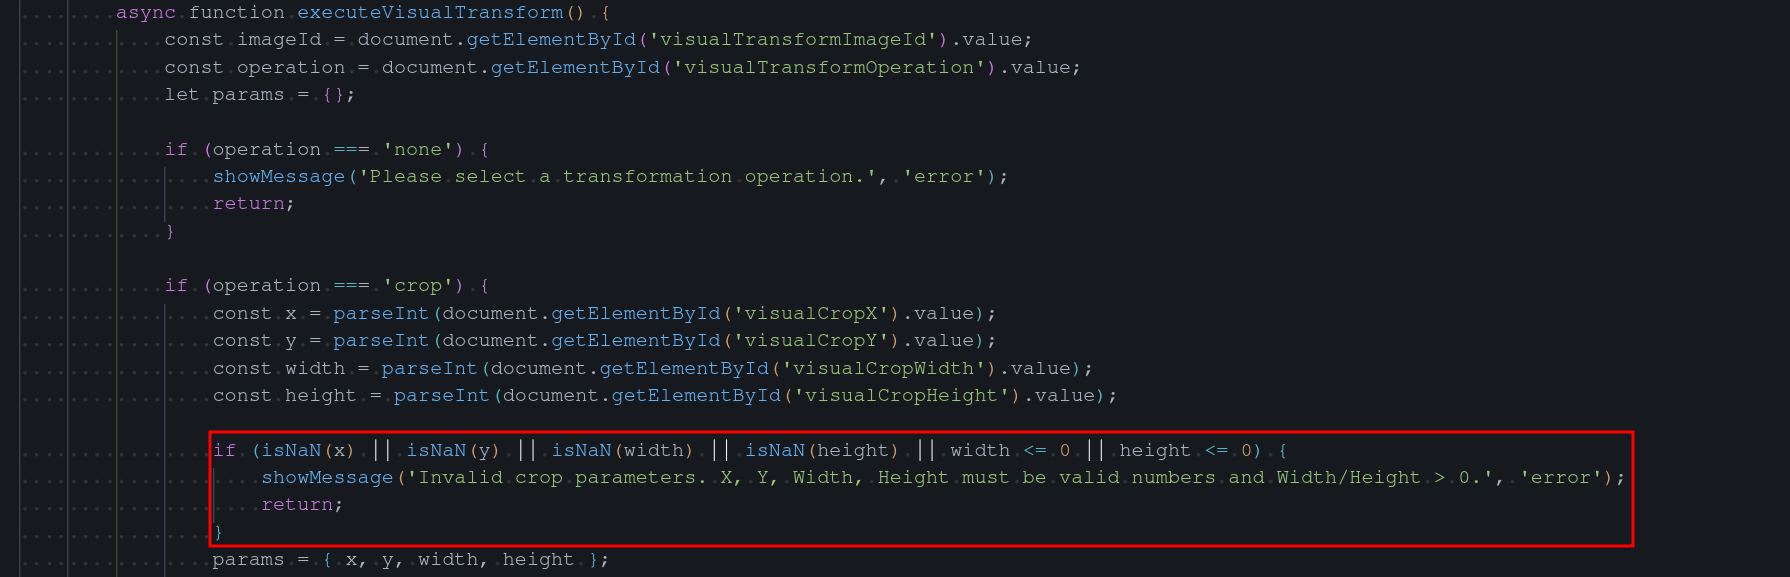 async function executeVisualTransform() {
const imageId = document.getElementById('visualTransformImageId').value;
const operation = document.getElementById('visualTransformOperation').value;
let params = {};
if (operation === 'none') {
showMessage('Please select a transformation operation.', 'error');
return;
}
if (operation === 'crop') {
const x = parseInt(document.getElementById('visualCropX').value);
const y = parseInt(document.getElementById('visualCropY').value);
const width = parseInt(document.getElementById('visualCropWidth').value);
const height = parseInt(document.getElementById('visualCropHeight').value);
if (isNaN(x) || isNaN(y) || isNaN(width) || isNaN(height) || width <= 0 || height <= 0) {
showMessage('Invalid crop parameters. X, Y, Width, Height must be valid numbers and Width/Height > 0.', 'error');
return;
}
params = { x, y, width, height };